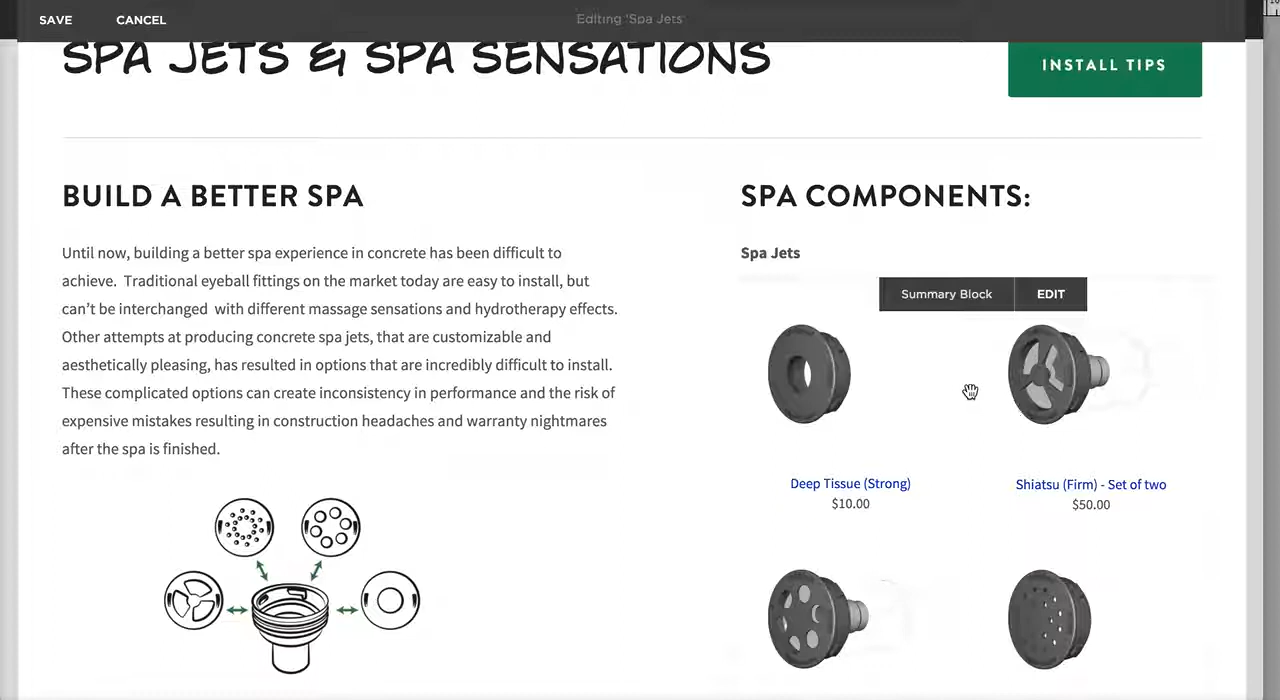 SAVE
CANCEL
Editing 'Spa Jets'
SPA JETS & SPA SENSATIONS
INSTALL TIPS
BUILD A BETTER SPA
Until now, building a better spa experience in concrete has been difficult to
achieve.  Traditional eyeball fittings on the market today are easy to install, but
can't be interchanged  with different massage sensations and hydrotherapy effects.
Other attempts at producing concrete spa jets, that are customizable and
aesthetically pleasing, has resulted in options that are incredibly difficult to install.
These complicated options can create inconsistency in performance and the risk of
expensive mistakes resulting in construction headaches and warranty nightmares
after the spa is finished.
SPA COMPONENTS:
Spa Jets
Summary Block
EDIT
Deep Tissue (Strong)
$10.00
Shiatsu (Firm) - Set of two
$50.00